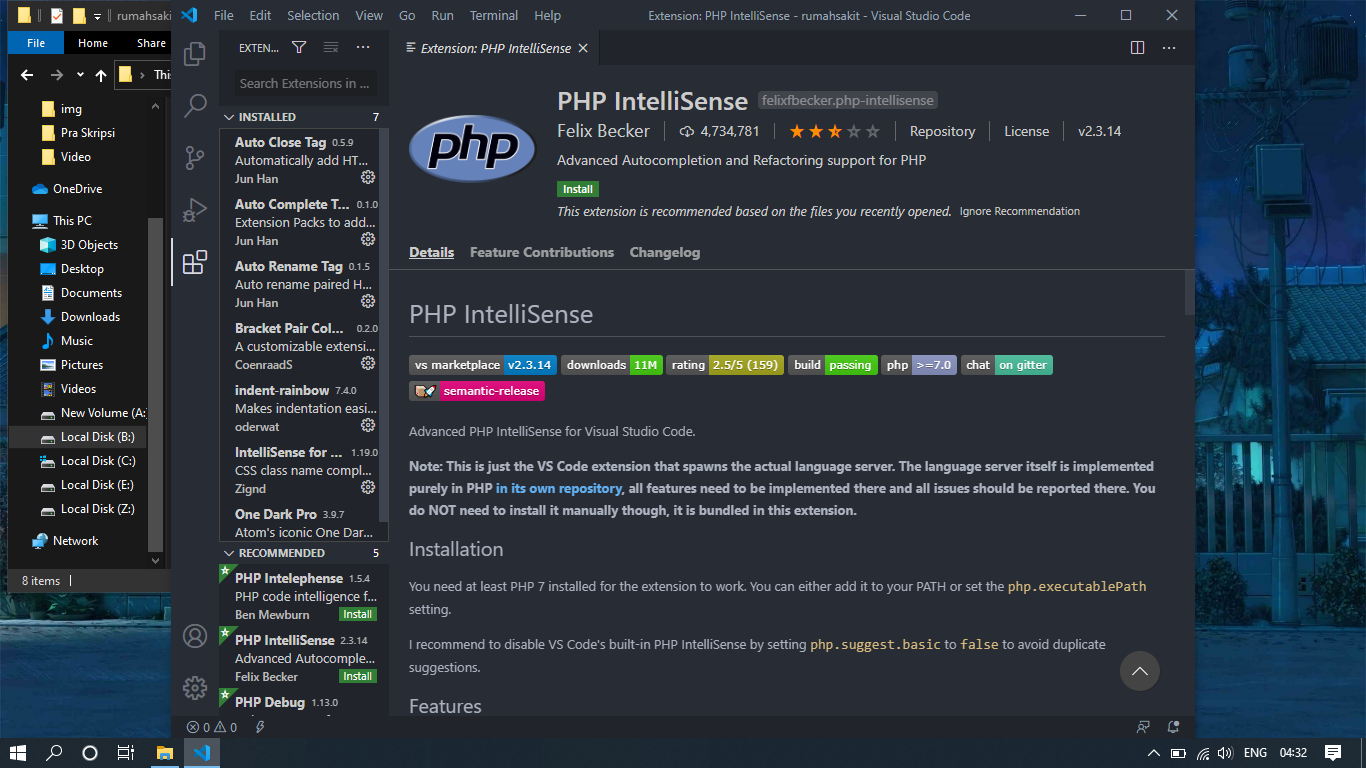 rumahsakit
File
Home
Share
This
img
Pra Skripsi
Video
OneDrive
This PC
3D Objects
Desktop
Documents
Downloads
Music
Pictures
Videos
New Volume (A:
Local Disk (B:)
Local Disk (C:)
Local Disk (E:)
Local Disk (Z:)
Network
8 items
File Edit Selection View Go Run Terminal Help
Extension: PHP IntelliSense - rumahsakit - Visual Studio Code
EXTEN...
Search Extensions in ...
INSTALLED 7
Auto Close Tag 0.5.9
Automatically add HT...
Jun Han
Auto Complete T... 0.1.0
Extension Packs to add...
Jun Han
Auto Rename Tag 0.1.5
Auto rename paired H...
Jun Han
Bracket Pair Col... 0.2.0
A customizable extensi...
CoenraadS
indent-rainbow 7.4.0
Makes indentation easi...
oderwat
IntelliSense for ... 1.19.0
CSS class name compl...
Zignd
One Dark Pro 3.9.7
Atom's iconic One Dar...
RECOMMENDED 5
PHP Intelephense 1.5.4
PHP code intelligence f...
Ben Mewburn Install
PHP IntelliSense 2.3.14
Advanced Autocomple...
Felix Becker Install
PHP Debug 1.13.0
Extension: PHP IntelliSense
php
PHP IntelliSense felixfbecker.php-intellisense
Felix Becker 4,734,781 Repository License v2.3.14
Advanced Autocompletion and Refactoring support for PHP
Install
This extension is recommended based on the files you recently opened. Ignore Recommendation
Details Feature Contributions Changelog
PHP IntelliSense
vs marketplace v2.3.14 downloads 11M rating 2.5/5 (159) build passing php >=7.0 chat on gitter
semantic-release
Advanced PHP IntelliSense for Visual Studio Code.
Note: This is just the VS Code extension that spawns the actual language server. The language server itself is implemented
purely in PHP in its own repository, all features need to be implemented there and all issues should be reported there. You
do NOT need to install it manually though, it is bundled in this extension.
Installation
You need at least PHP 7 installed for the extension to work. You can either add it to your PATH or set the php.executablePath
setting.
I recommend to disable VS Code's built-in PHP IntelliSense by setting php.suggest.basic to false to avoid duplicate
suggestions.
Features
0 0
ENG 04:32